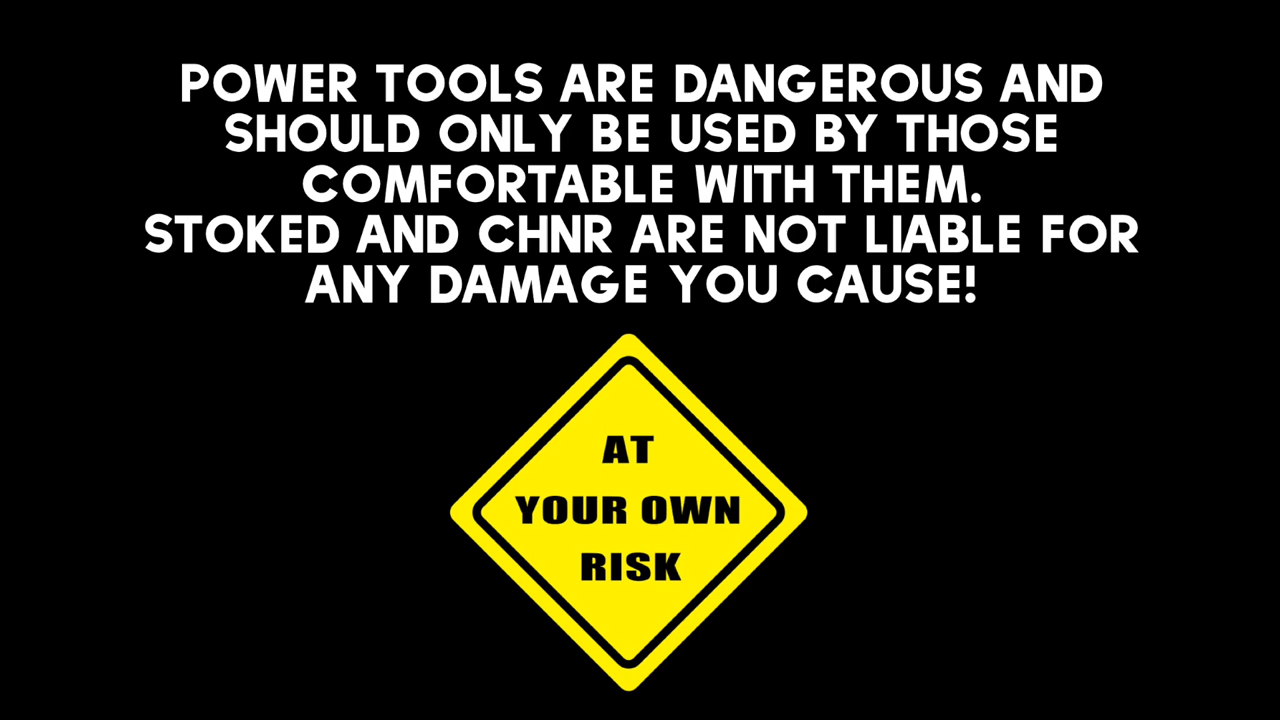 POWER TOOLS ARE DANGEROUS AND
SHOULD ONLY BE USED BY THOSE
COMFORTABLE WITH THEM.
STOKED AND CHNR ARE NOT LIABLE FOR
ANY DAMAGE YOU CAUSE!
AT
YOUR OWN
RISK